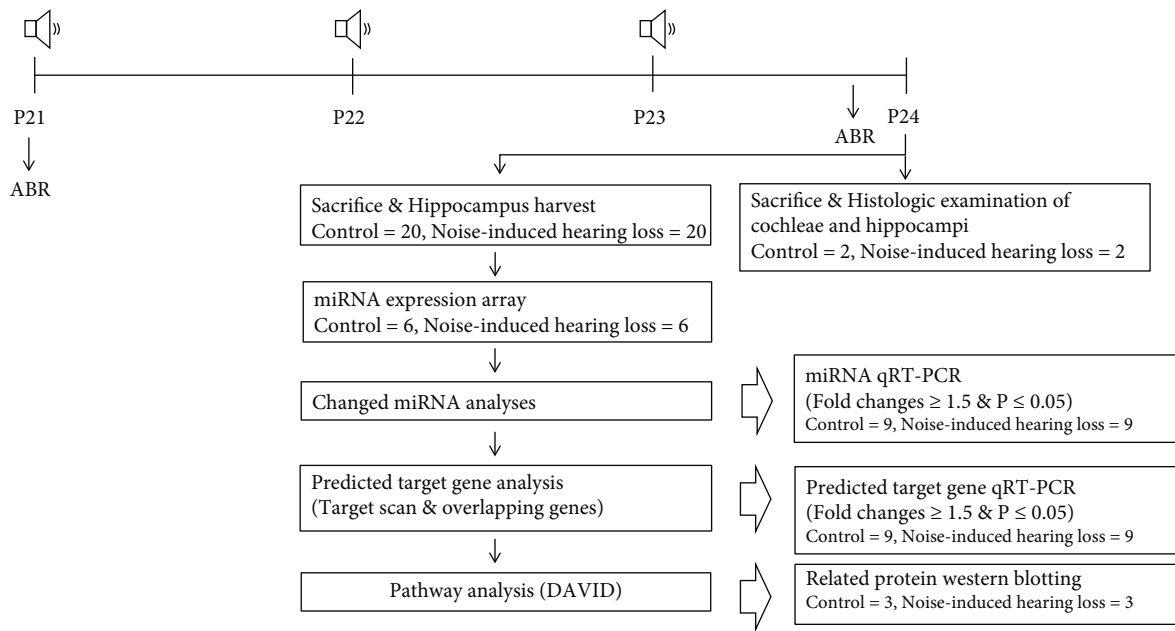 P21
P22
P23
P24
ABR
ABR
Sacrifice & Hippocampus harvest
Control = 20, Noise-induced hearing loss = 20
Sacrifice & Histologic examination of
cochleae and hippocampi
Control = 2, Noise-induced hearing loss = 2
miRNA expression array
Control = 6, Noise-induced hearing loss = 6
Changed miRNA analyses
miRNA qRT-PCR
(Fold changes ≥ 1.5 & P ≤ 0.05)
Control = 9, Noise-induced hearing loss = 9
Predicted target gene analysis
(Target scan & overlapping genes)
Predicted target gene qRT-PCR
(Fold changes ≥ 1.5 & P ≤ 0.05)
Control = 9, Noise-induced hearing loss = 9
Pathway analysis (DAVID)
Related protein western blotting
Control = 3, Noise-induced hearing loss = 3